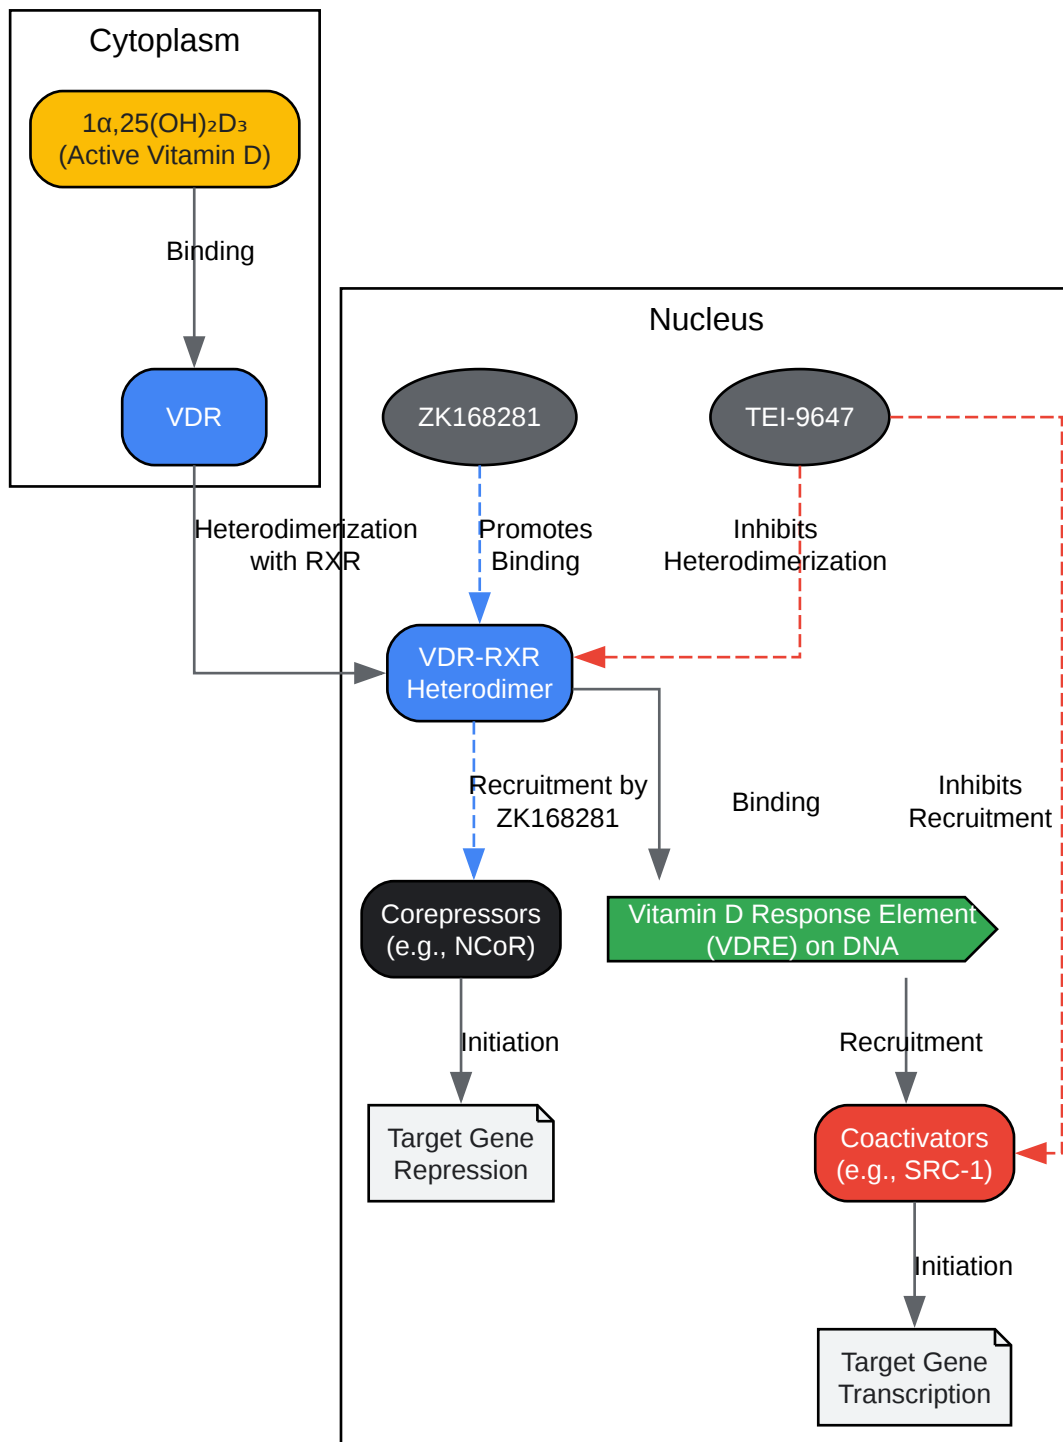 Cytoplasm
1α,25(OH)₂D₃
(Active Vitamin D)
Binding
VDR
Nucleus
ZK168281
TEI-9647
Heterodimerization
with RXR
Promotes
Binding
Inhibits
Heterodimerization
VDR-RXR
Heterodimer
Recruitment by
ZK168281
Binding
Inhibits
Recruitment
Corepressors
(e.g., NCoR)
Vitamin D Response Element
(VDRE) on DNA
Initiation
Recruitment
Target Gene
Repression
Coactivators
(e.g., SRC-1)
Initiation
Target Gene
Transcription